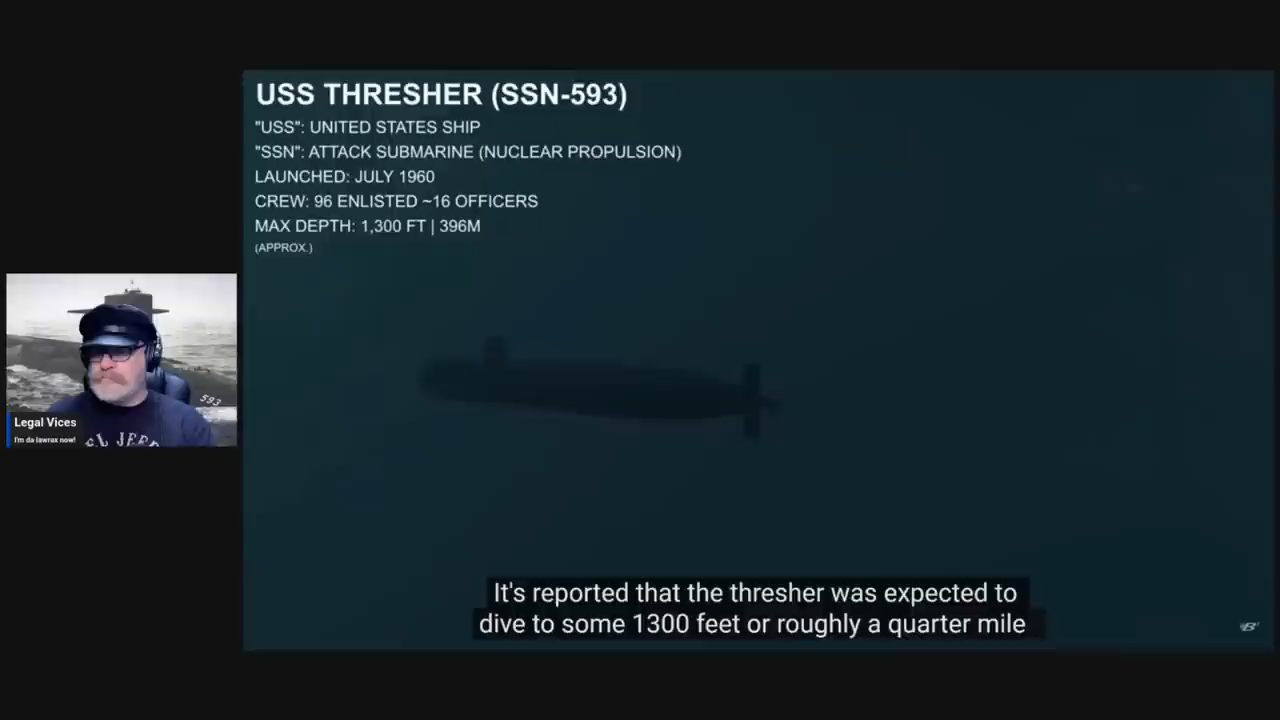 USS THRESHER (SSN-593)
"USS": UNITED STATES SHIP
"SSN": ATTACK SUBMARINE (NUCLEAR PROPULSION)
LAUNCHED: JULY 1960
CREW: 96 ENLISTED ~16 OFFICERS
MAX DEPTH: 1,300 FT | 396M
(APPROX.)
593
Legal Vices
I'm da lawrax now!
EL JEFE
It's reported that the thresher was expected to
dive to some 1300 feet or roughly a quarter mile